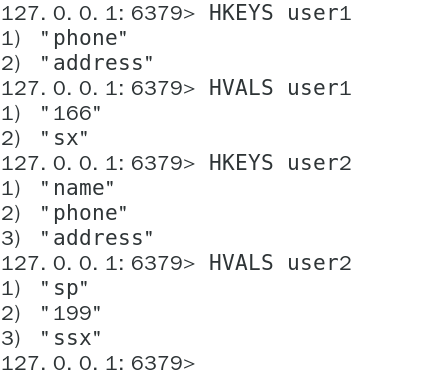 127.0.0.1:6379> HKEYS user1
1) "phone"
2) "address"
127.0.0.1:6379> HVALS user1
1) "166"
2) "sx"
127.0.0.1:6379> HKEYS user2
1) "name"
2) "phone"
3) "address"
127.0.0.1:6379> HVALS user2
1) "sp"
2) "199"
3) "ssx"
127.0.0.1:6379>